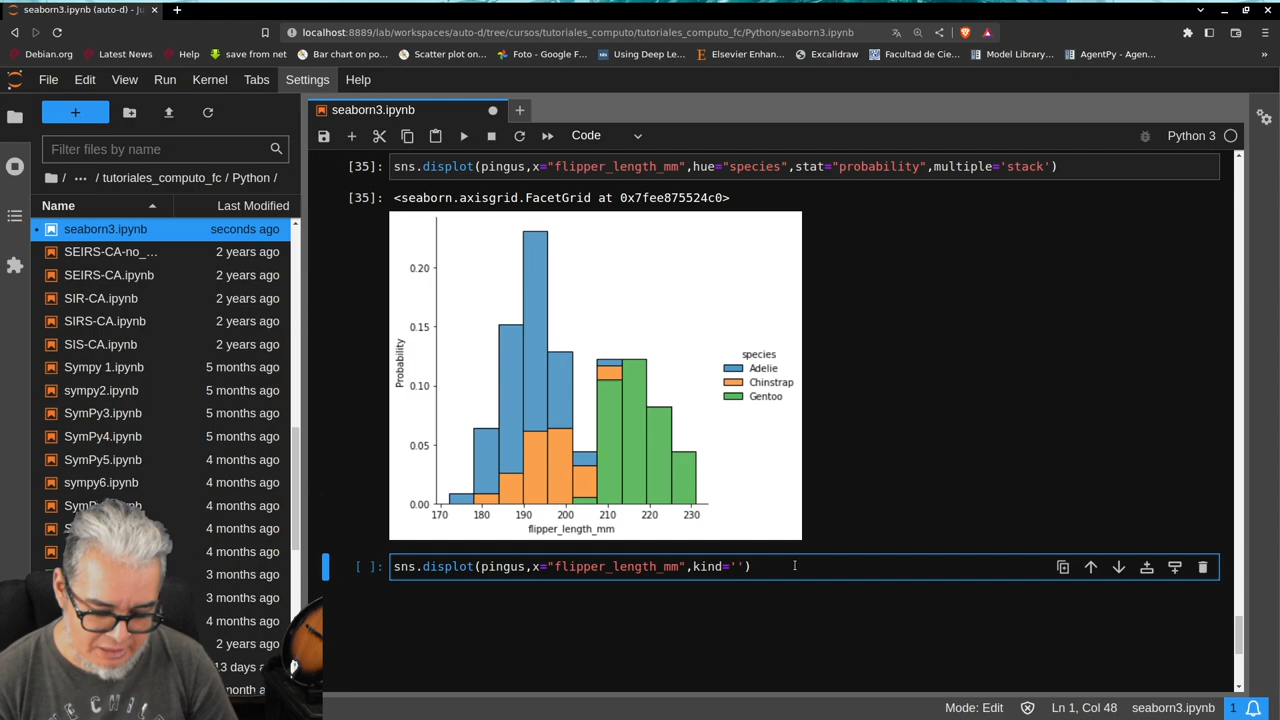 seaborn3.ipynb (auto-d) - Ju
localhost:8889/lab/workspaces/auto-d/tree/cursos/tutoriales_computo/tutoriales_computo_fc/Python/seaborn3.ipynb
Debian.org Latest News Help save from net Bar chart on po... Scatter plot on... Foto - Google F... Using Deep Le... Elsevier Enhan... Excalidraw Facultad de Cie... Model Library... AgentPy - Agen...
File Edit View Run Kernel Tabs Settings Help
seaborn3.ipynb
Code
Python 3
Filter files by name
/ ... / tutoriales_computo_fc / Python /
Name Last Modified
seaborn3.ipynb seconds ago
SEIRS-CA-no_... 2 years ago
SEIRS-CA.ipynb 2 years ago
SIR-CA.ipynb 2 years ago
SIRS-CA.ipynb 2 years ago
SIS-CA.ipynb 2 years ago
Sympy 1.ipynb 5 months ago
sympy2.ipynb 5 months ago
SymPy3.ipynb 5 months ago
SymPy4.ipynb 5 months ago
SymPy5.ipynb 4 months ago
sympy6.ipynb 4 months ago
4 months ago
4 months ago
4 months ago
3 months ago
3 months ago
4 months ago
2 years ago
13 days
[35]: sns.displot(pingus,x="flipper_length_mm",hue="species",stat="probability",multiple='stack')
[35]: <seaborn.axisgrid.FacetGrid at 0x7fee875524c0>
0.20
0.15
0.10
0.05
0.00
Probability
170 180 190 200 210 220 230
flipper_length_mm
species
Adelie
Chinstrap
Gentoo
[ ]: sns.displot(pingus,x="flipper_length_mm",kind='')
THE CHILD
Mode: Edit Ln 1, Col 48 seaborn3.ipynb 1